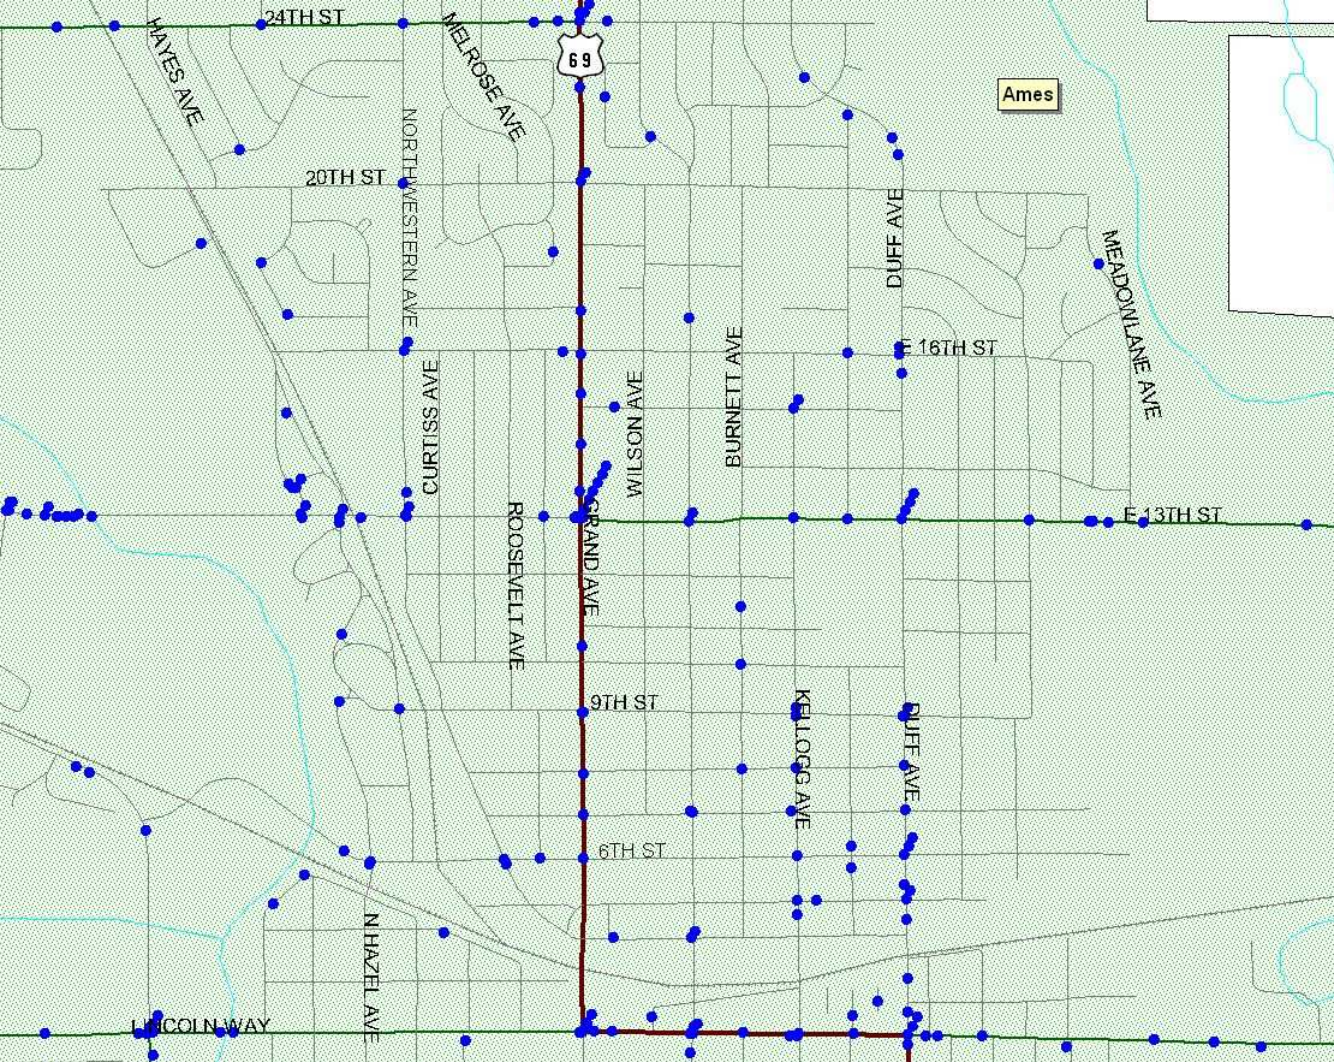 24TH ST
HAYES AVE
MELROSE AVE
69
Ames
NORTHWESTERN AVE
20TH ST
DUFF AVE
MEADOWLANE AVE
E 16TH ST
CURTISS AVE
WILSON AVE
BURNETT AVE
ROOSEVELT AVE
GRAND AVE
E 13TH ST
9TH ST
KELLOGG AVE
DUFF AVE
6TH ST
N HAZEL AVE
LINCOLN WAY